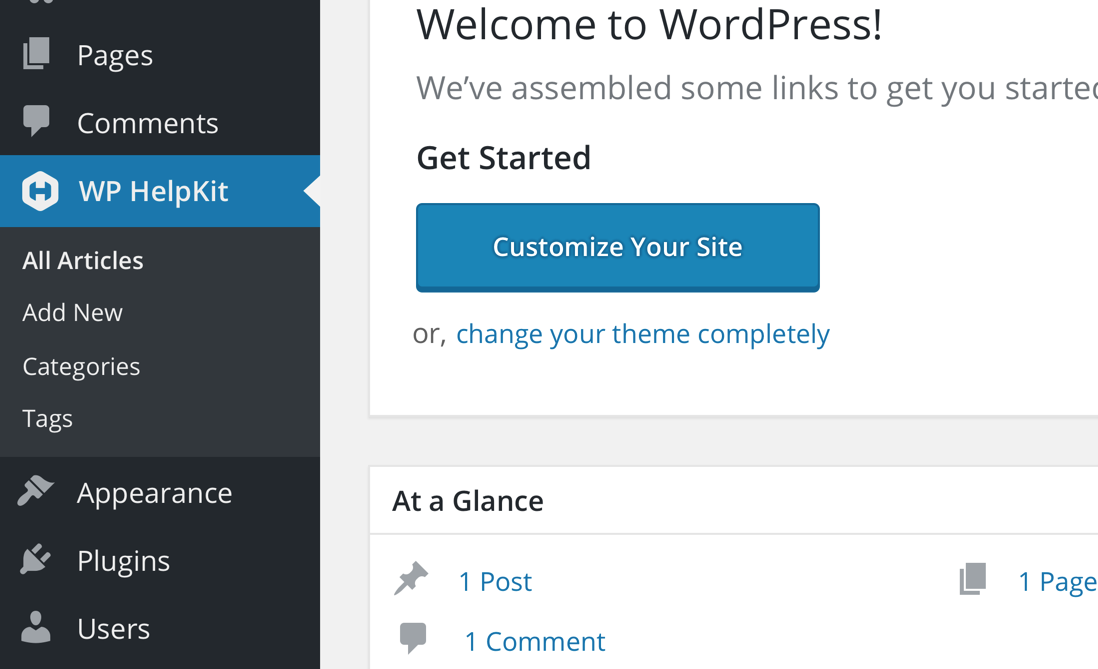 Pages
Comments
WP HelpKit
All Articles
Add New
Categories
Tags
Appearance
Plugins
Users
Welcome to WordPress!
We’ve assembled some links to get you started
Get Started
Customize Your Site
or, change your theme completely
At a Glance
1 Post
1 Page
1 Comment